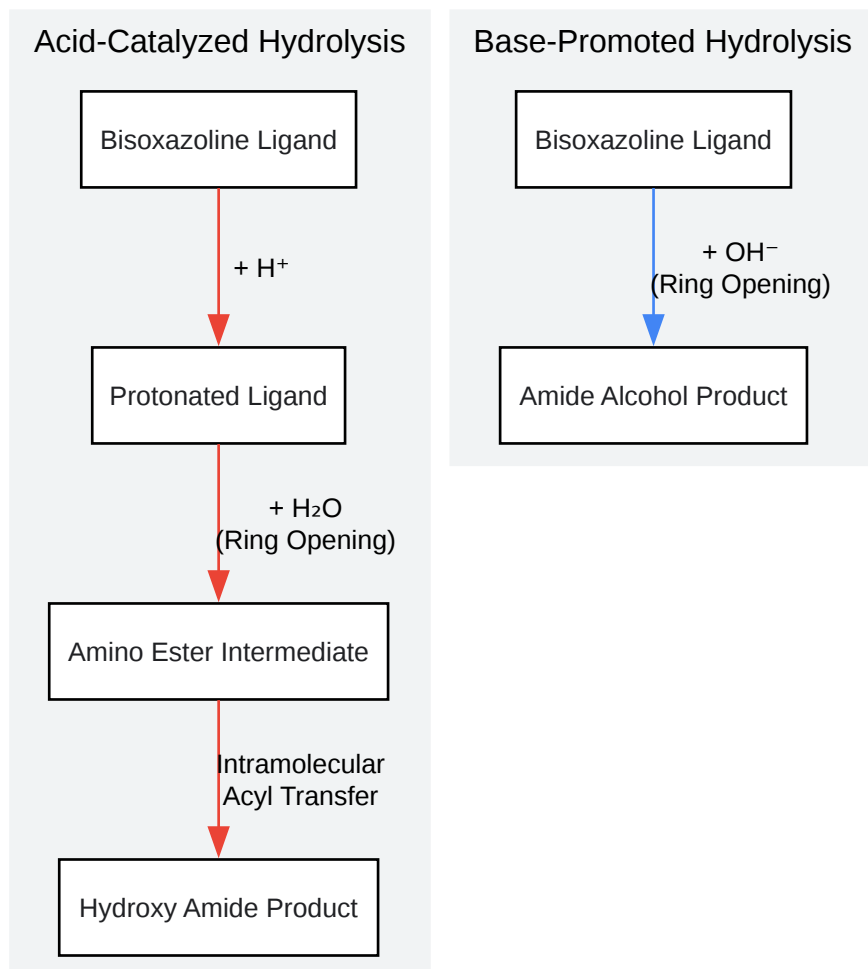 Acid-Catalyzed Hydrolysis
Bisoxazoline Ligand
+ H⁺
Protonated Ligand
+ H₂O
(Ring Opening)
Amino Ester Intermediate
Intramolecular
Acyl Transfer
Hydroxy Amide Product
Base-Promoted Hydrolysis
Bisoxazoline Ligand
+ OH⁻
(Ring Opening)
Amide Alcohol Product